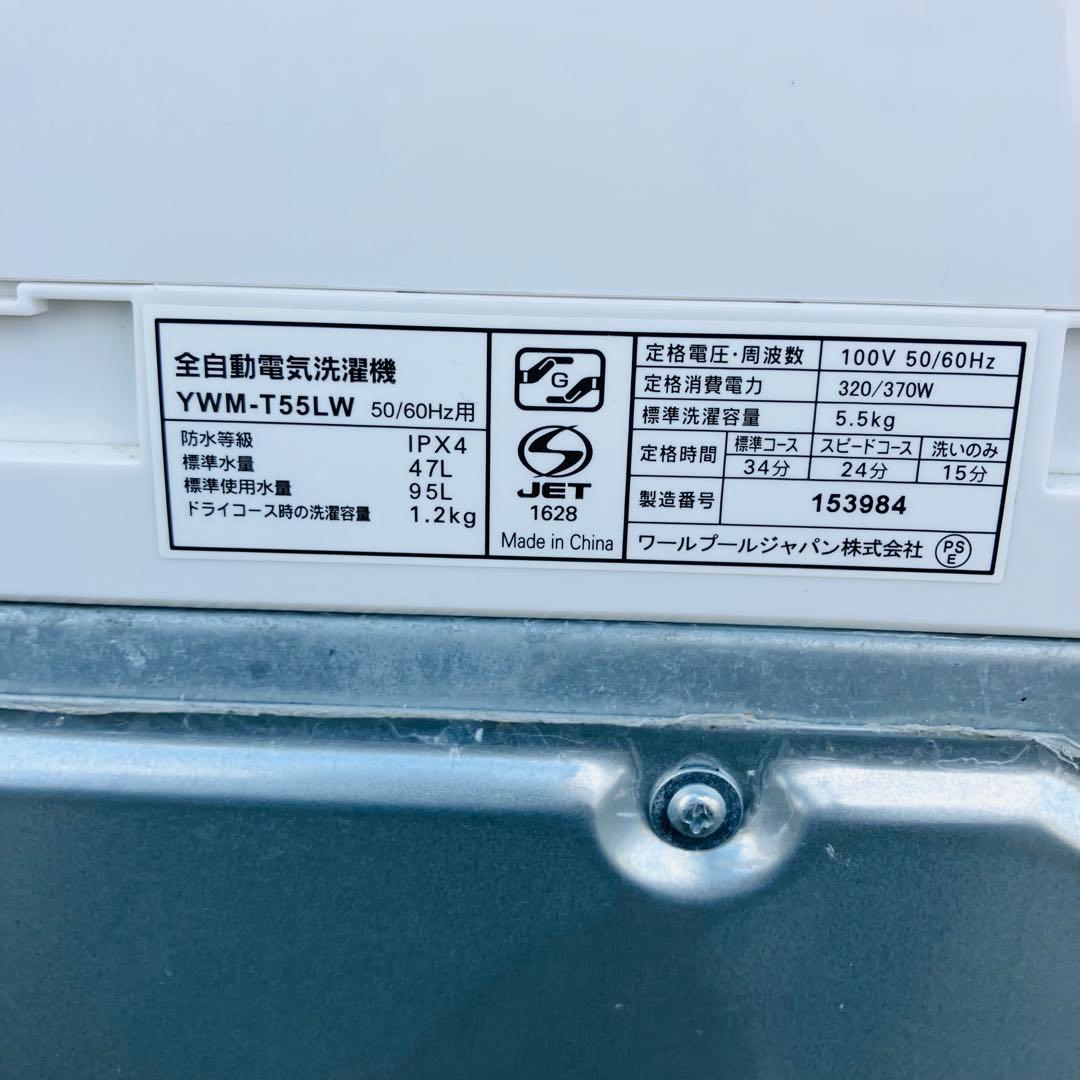 全自動電気洗濯機
YWM-T55LW 50/60Hz用
防水等級 IPX4
標準水量 47L
標準使用水量 95L
ドライコース時の洗濯容量 1.2kg
G
S JET
1628
Made in China
定格電圧・周波数 100V 50/60Hz
定格消費電力 320/370W
標準洗濯容量 5.5kg
定格時間 標準コース スピードコース 洗いのみ
34分 24分 15分
製造番号 153984
ワールプールジャパン株式会社 PSE